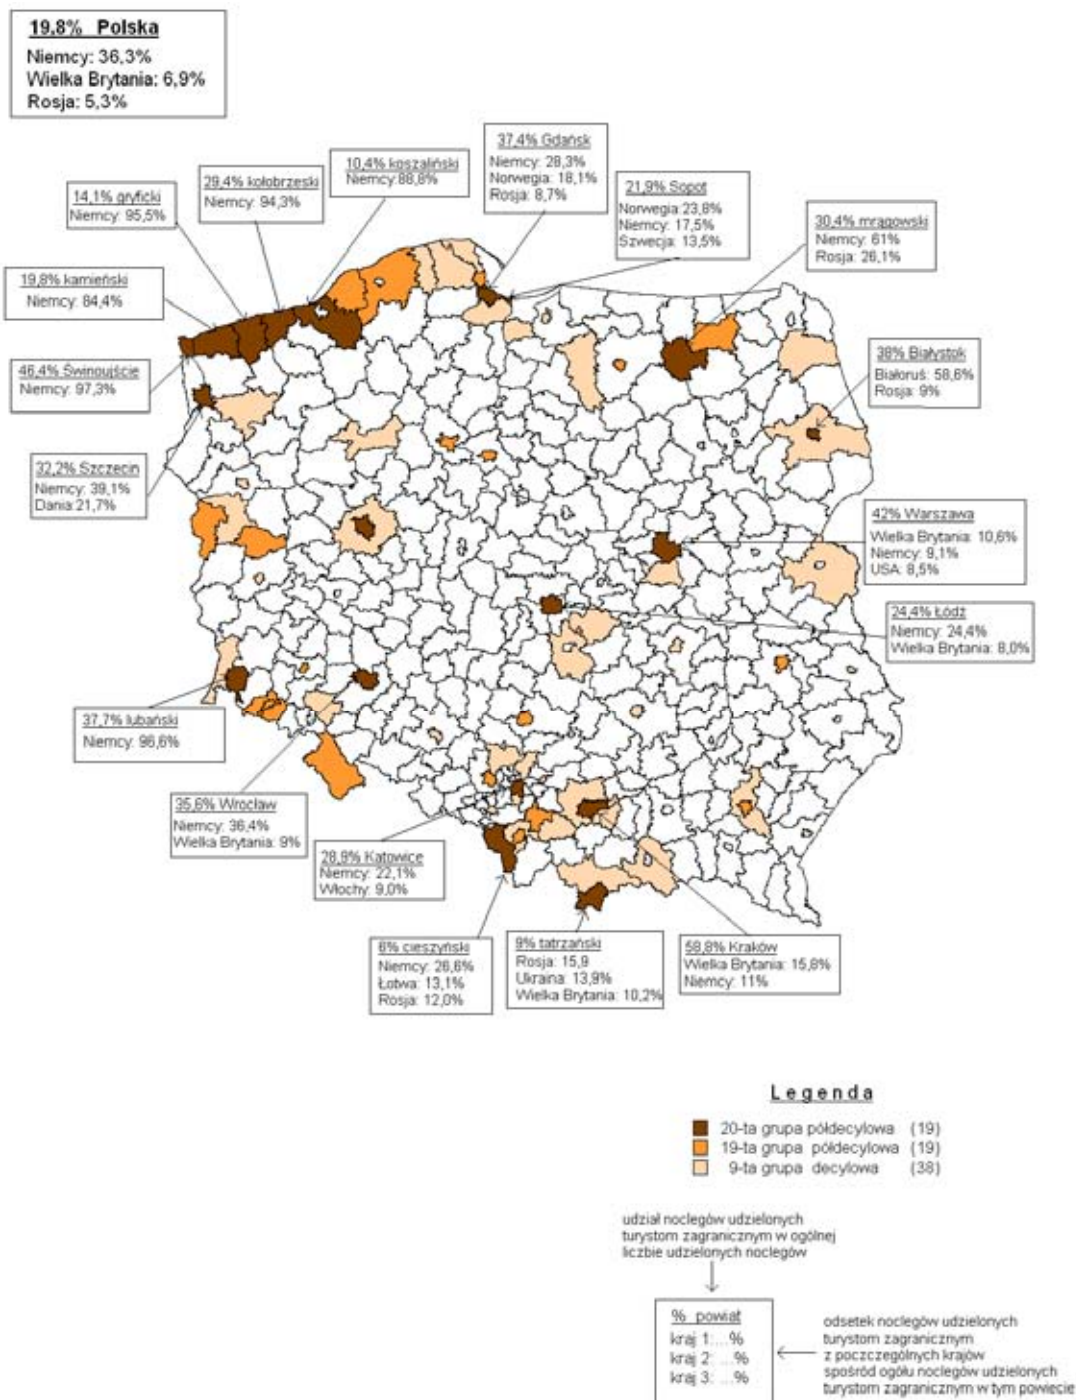 19,8% Polska
Niemcy: 36,3%
Wielka Brytania: 6,9%
Rosja: 5,3%
37,4% Gdańsk
Niemcy: 28,3%
Norwegia: 18,1%
Rosja: 8,7%
10,4% koszaliński
Niemcy:88,8%
29,4% kołobrzeski
Niemcy: 94,3%
14,1% gryficki
Niemcy: 95,5%
21,9% Sopot
Norwegia:23,8%
Niemcy: 17,5%
Szwecja: 13,5%
30,4% mrągowski
Niemcy: 61%
Rosja: 26,1%
19,8% kamieński
Niemcy: 84,4%
46,4% Świnoujście
Niemcy: 97,3%
38% Białystok
Białoruś: 58,6%
Rosja: 9%
32,2% Szczecin
Niemcy: 39,1%
Dania:21,7%
42% Warszawa
Wielka Brytania: 10,6%
Niemcy: 9,1%
USA: 8,5%
24,4% Łódź
Niemcy: 24,4%
Wielka Brytania: 8,0%
37,7% lubański
Niemcy: 96,6%
35,6% Wrocław
Niemcy: 36,4%
Wielka Brytania: 9%
28,9% Katowice
Niemcy: 22,1%
Włochy: 9,0%
6% cieszyński
Niemcy: 26,6%
Łotwa: 13,1%
Rosja: 12,0%
9% tatrzański
Rosja: 15,9
Ukraina: 13,9%
Wielka Brytania: 10,2%
58,8% Kraków
Wielka Brytania: 15,8%
Niemcy: 11%
Legenda
20-ta grupa półdecylowa (19)
19-ta grupa półdecylowa (19)
9-ta grupa decylowa (38)
udział noclegów udzielonych
turystom zagranicznym w ogólnej
liczbie udzielonych noclegów
% powiat
kraj 1: ...%
kraj 2: ...%
kraj 3: ...%
odsetek noclegów udzielonych
turystom zagranicznym
z poczczególnych krajów
spośród ogółu noclegów udzielonych
turystom zagranicznym w tym powiecie